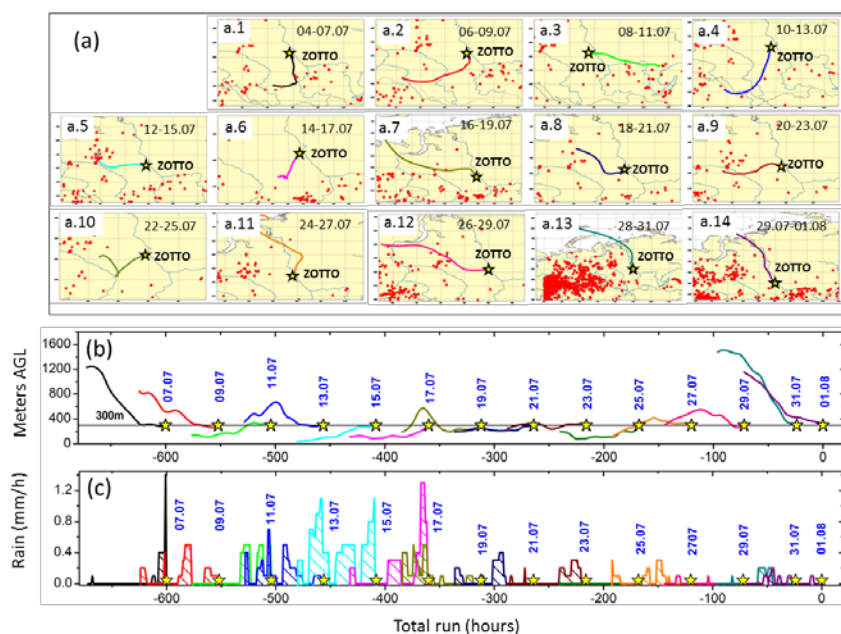 (a)
a.1 04-07.07 ZOTTO
a.2 06-09.07 ZOTTO
a.3 08-11.07 ZOTTO
a.4 10-13.07 ZOTTO
a.5 12-15.07 ZOTTO
a.6 14-17.07 ZOTTO
a.7 16-19.07 ZOTTO
a.8 18-21.07 ZOTTO
a.9 20-23.07 ZOTTO
a.10 22-25.07 ZOTTO
a.11 24-27.07 ZOTTO
a.12 26-29.07 ZOTTO
a.13 28-31.07 ZOTTO
a.14 29.07-01.08 ZOTTO
(b)
Meters AGL
1600
1200
800
400
0
300m
07.07 09.07 11.07 13.07 15.07 17.07 19.07 21.07 23.07 25.07 27.07 29.07 31.07 01.08
-600 -500 -400 -300 -200 -100 0
(c)
Rain (mm/h)
1.2
0.8
0.4
0.0
07.07 09.07 11.07 13.07 15.07 17.07 19.07 21.07 23.07 25.07 2707 29.07 31.07 01.08
-600 -500 -400 -300 -200 -100 0
Total run (hours)